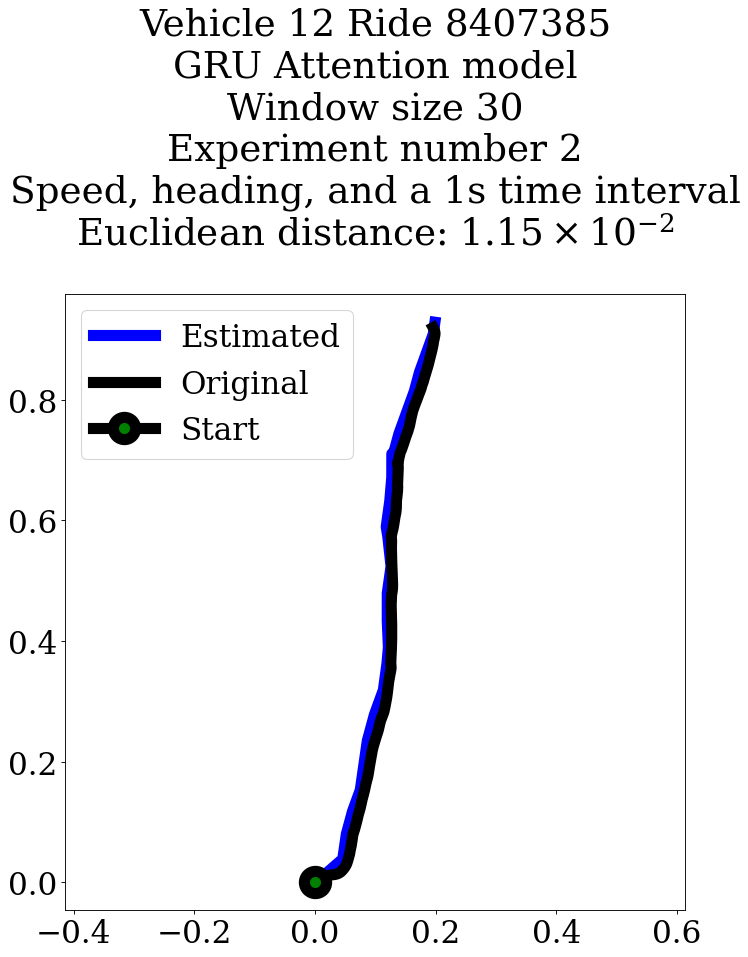 Vehicle 12 Ride 8407385
GRU Attention model
Window size 30
Experiment number 2
Speed, heading, and a 1s time interval
Euclidean distance: 1.15 × 10⁻²
Estimated
Original
Start
0.8
0.6
0.4
0.2
0.0
−0.4 −0.2 0.0 0.2 0.4 0.6